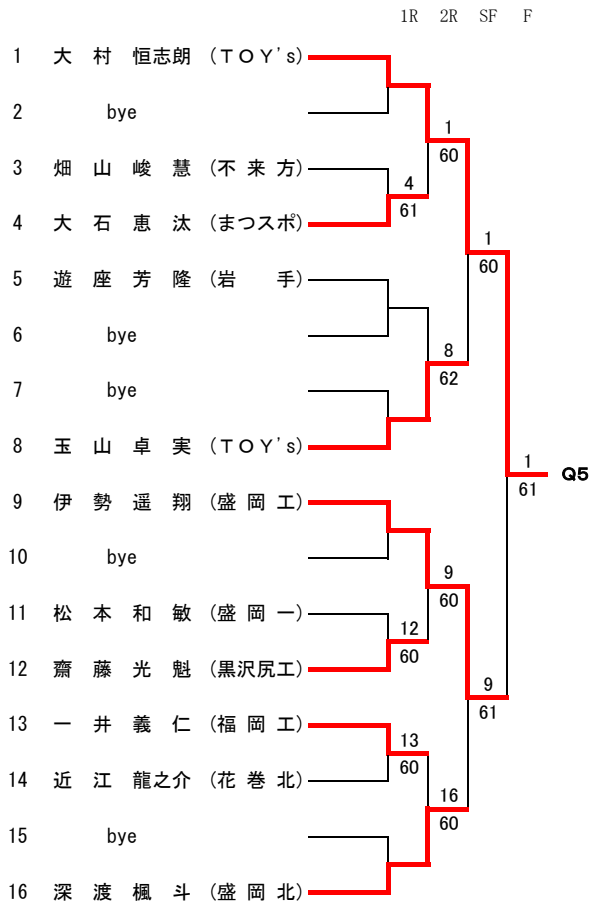 1R 2R SF F
1 大 村 恒志朗 (ＴＯＹ's)
2 bye
1
60
3 畑 山 峻 慧 (不 来 方)
4
61
4 大 石 恵 汰 (まつスポ)
1
60
5 遊 座 芳 隆 (岩 手)
6 bye
8
62
7 bye
8 玉 山 卓 実 (ＴＯＹ's)
1
61
Q5
9 伊 勢 遥 翔 (盛 岡 工)
10 bye
9
60
11 松 本 和 敏 (盛 岡 一)
12
60
12 齋 藤 光 魁 (黒沢尻工)
9
61
13 一 井 義 仁 (福 岡 工)
13
60
14 近 江 龍之介 (花 巻 北)
16
60
15 bye
16 深 渡 楓 斗 (盛 岡 北)